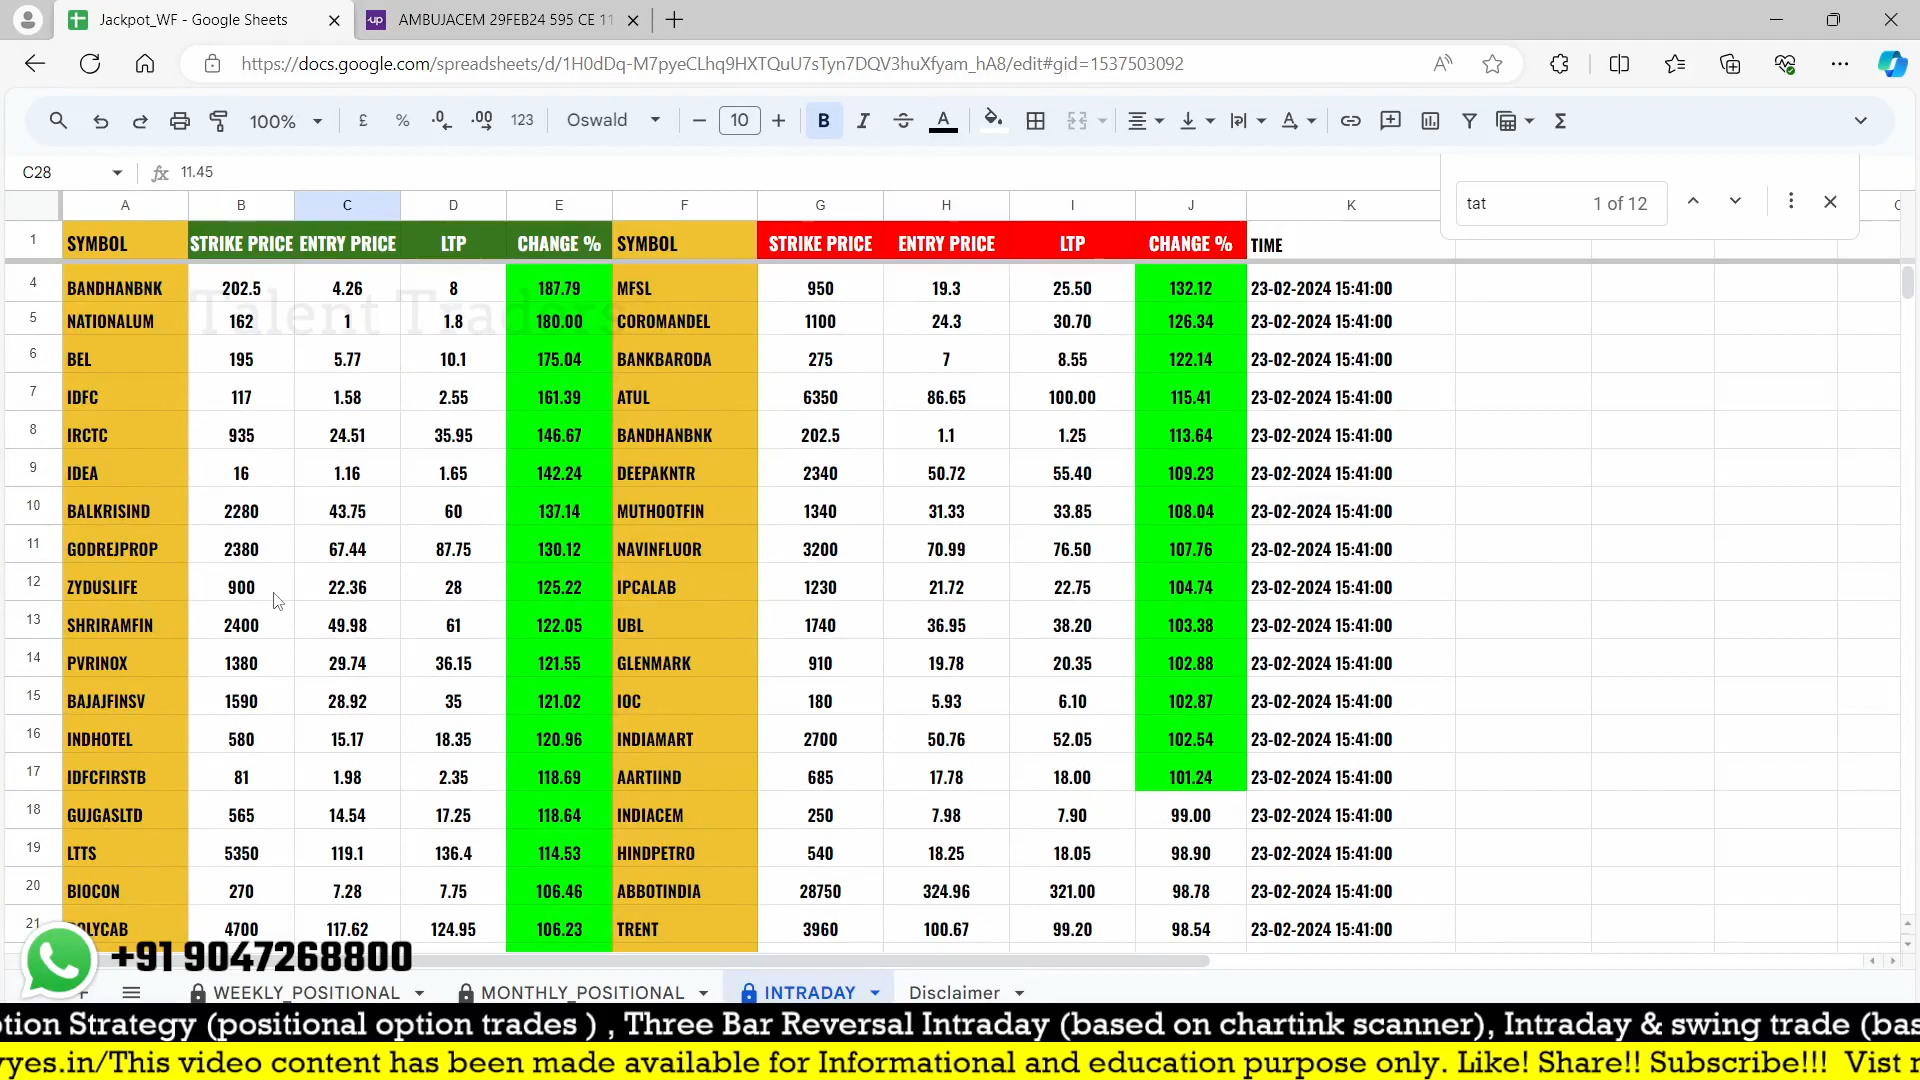 Jackpot_WF - Google Sheets
AMBUJACEM 29FEB24 595 CE 11
https://docs.google.com/spreadsheets/d/1H0dDq-M7pyeCLhq9HXTQuU7sTyn7DQV3huXfyam_hA8/edit#gid=1537503092
100% £ % .0 .00 123 Oswald 10 B I S A
C28 fx 11.45
tat 1 of 12
A B C D E F G H I J K
1 SYMBOL STRIKE PRICE ENTRY PRICE LTP CHANGE % SYMBOL STRIKE PRICE ENTRY PRICE LTP CHANGE % TIME
Talent Traders
4 BANDHANBNK 202.5 4.26 8 187.79 MFSL 950 19.3 25.50 132.12 23-02-2024 15:41:00
5 NATIONALUM 162 1 1.8 180.00 COROMANDEL 1100 24.3 30.70 126.34 23-02-2024 15:41:00
6 BEL 195 5.77 10.1 175.04 BANKBARODA 275 7 8.55 122.14 23-02-2024 15:41:00
7 IDFC 117 1.58 2.55 161.39 ATUL 6350 86.65 100.00 115.41 23-02-2024 15:41:00
8 IRCTC 935 24.51 35.95 146.67 BANDHANBNK 202.5 1.1 1.25 113.64 23-02-2024 15:41:00
9 IDEA 16 1.16 1.65 142.24 DEEPAKNTR 2340 50.72 55.40 109.23 23-02-2024 15:41:00
10 BALKRISIND 2280 43.75 60 137.14 MUTHOOTFIN 1340 31.33 33.85 108.04 23-02-2024 15:41:00
11 GODREJPROP 2380 67.44 87.75 130.12 NAVINFLUOR 3200 70.99 76.50 107.76 23-02-2024 15:41:00
12 ZYDUSLIFE 900 22.36 28 125.22 IPCALAB 1230 21.72 22.75 104.74 23-02-2024 15:41:00
13 SHRIRAMFIN 2400 49.98 61 122.05 UBL 1740 36.95 38.20 103.38 23-02-2024 15:41:00
14 PVRINOX 1380 29.74 36.15 121.55 GLENMARK 910 19.78 20.35 102.88 23-02-2024 15:41:00
15 BAJAJFINSV 1590 28.92 35 121.02 IOC 180 5.93 6.10 102.87 23-02-2024 15:41:00
16 INDHOTEL 580 15.17 18.35 120.96 INDIAMART 2700 50.76 52.05 102.54 23-02-2024 15:41:00
17 IDFCFIRSTB 81 1.98 2.35 118.69 AARTIIND 685 17.78 18.00 101.24 23-02-2024 15:41:00
18 GUJGASLTD 565 14.54 17.25 118.64 INDIACEM 250 7.98 7.90 99.00 23-02-2024 15:41:00
19 LTTS 5350 119.1 136.4 114.53 HINDPETRO 540 18.25 18.05 98.90 23-02-2024 15:41:00
20 BIOCON 270 7.28 7.75 106.46 ABBOTINDIA 28750 324.96 321.00 98.78 23-02-2024 15:41:00
21 OLYCAB 4700 117.62 124.95 106.23 TRENT 3960 100.67 99.20 98.54 23-02-2024 15:41:00
+91 9047268800
WEEKLY_POSITIONAL MONTHLY_POSITIONAL INTRADAY Disclaimer
tion Strategy (positional option trades ) , Three Bar Reversal Intraday (based on chartink scanner), Intraday & swing trade (bas
yyes.in/This video content has been made available for Informational and education purpose only. Like! Share!! Subscribe!!! Vist